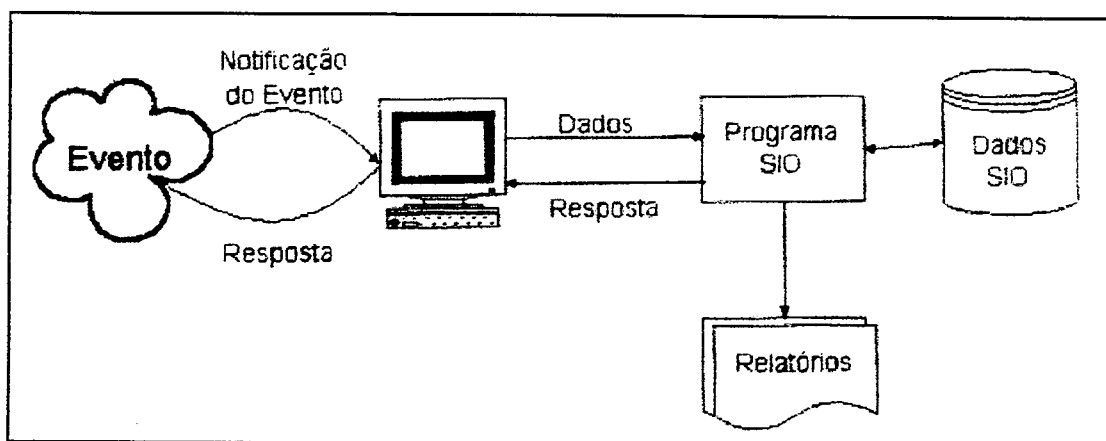 Notificação
do Evento
Evento
Resposta
Dados
Resposta
Programa
SIO
Dados
SIO
Relatórios